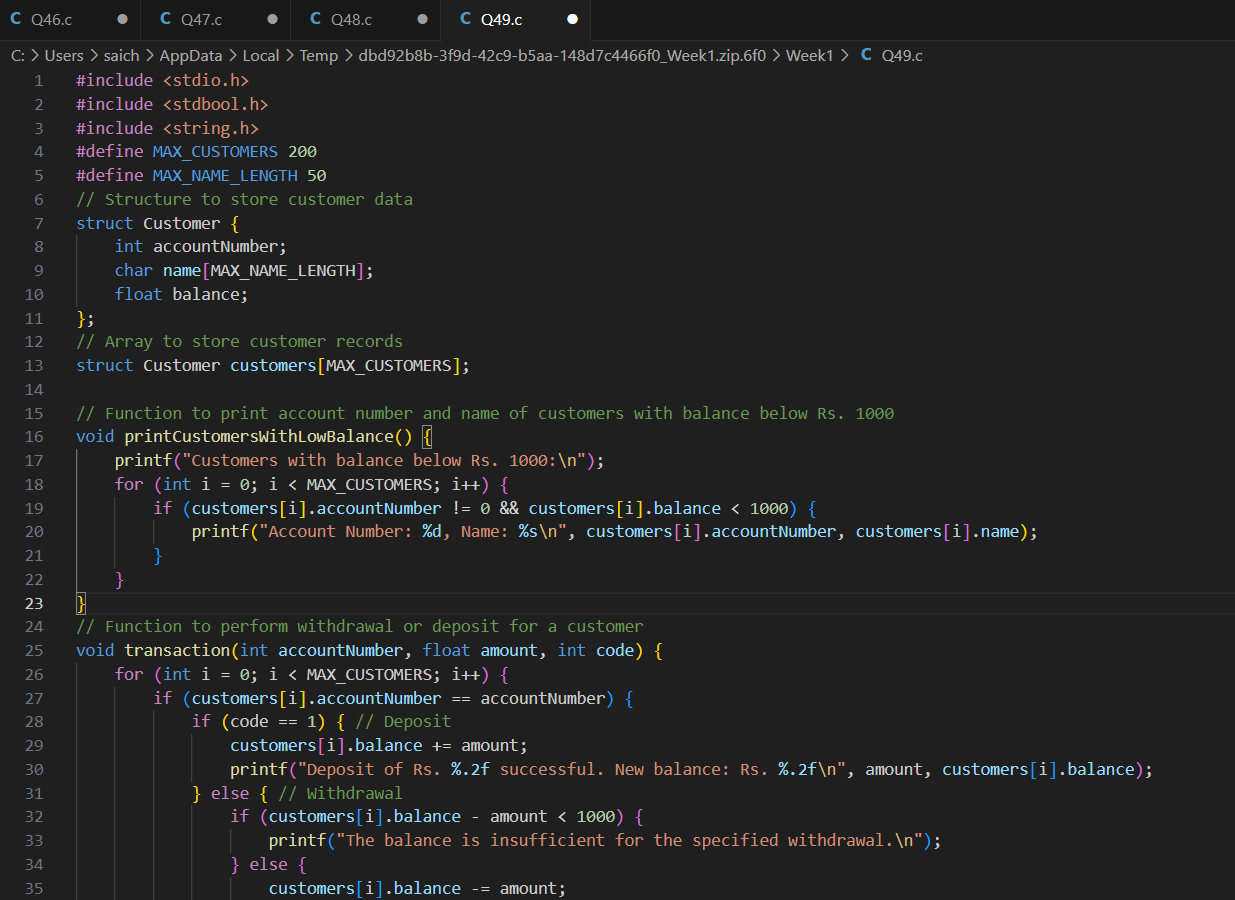 C Q46.c ● C Q47.c ● C Q48.c ● C Q49.c ●
C: > Users > saich > AppData > Local > Temp > dbd92b8b-3f9d-42c9-b5aa-148d7c4466f0_Week1.zip.6f0 > Week1 > C Q49.c
1 #include <stdio.h>
2 #include <stdbool.h>
3 #include <string.h>
4 #define MAX_CUSTOMERS 200
5 #define MAX_NAME_LENGTH 50
6 // Structure to store customer data
7 struct Customer {
8     int accountNumber;
9     char name[MAX_NAME_LENGTH];
10     float balance;
11 };
12 // Array to store customer records
13 struct Customer customers[MAX_CUSTOMERS];
14
15 // Function to print account number and name of customers with balance below Rs. 1000
16 void printCustomersWithLowBalance() {
17     printf("Customers with balance below Rs. 1000:\n");
18     for (int i = 0; i < MAX_CUSTOMERS; i++) {
19         if (customers[i].accountNumber != 0 && customers[i].balance < 1000) {
20             printf("Account Number: %d, Name: %s\n", customers[i].accountNumber, customers[i].name);
21         }
22     }
23 }
24 // Function to perform withdrawal or deposit for a customer
25 void transaction(int accountNumber, float amount, int code) {
26     for (int i = 0; i < MAX_CUSTOMERS; i++) {
27         if (customers[i].accountNumber == accountNumber) {
28             if (code == 1) { // Deposit
29                 customers[i].balance += amount;
30                 printf("Deposit of Rs. %.2f successful. New balance: Rs. %.2f\n", amount, customers[i].balance);
31             } else { // Withdrawal
32                 if (customers[i].balance - amount < 1000) {
33                     printf("The balance is insufficient for the specified withdrawal.\n");
34                 } else {
35                     customers[i].balance -= amount;